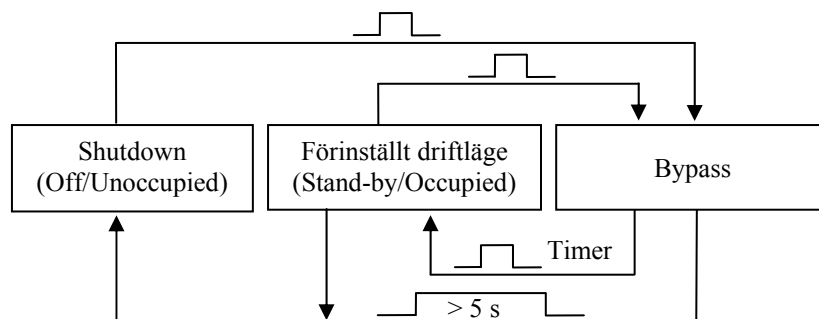 Shutdown
(Off/Unoccupied)
Förinställt driftläge
(Stand-by/Occupied)
Bypass
Timer
> 5 s